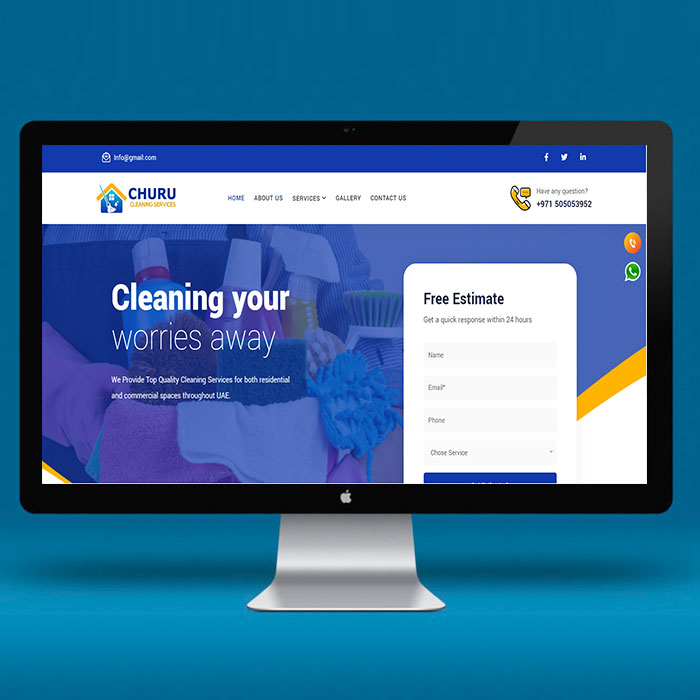 Info@gmail.com
CHURU
CLEANING SERVICES
HOME ABOUT US SERVICES GALLERY CONTACT US
Have any question?
+971 505053952
Cleaning your
worries away
We Provide Top Quality Cleaning Services for both residential
and commercial spaces throughout UAE.
Free Estimate
Get a quick response within 24 hours
Name
Email*
Phone
Chose Service